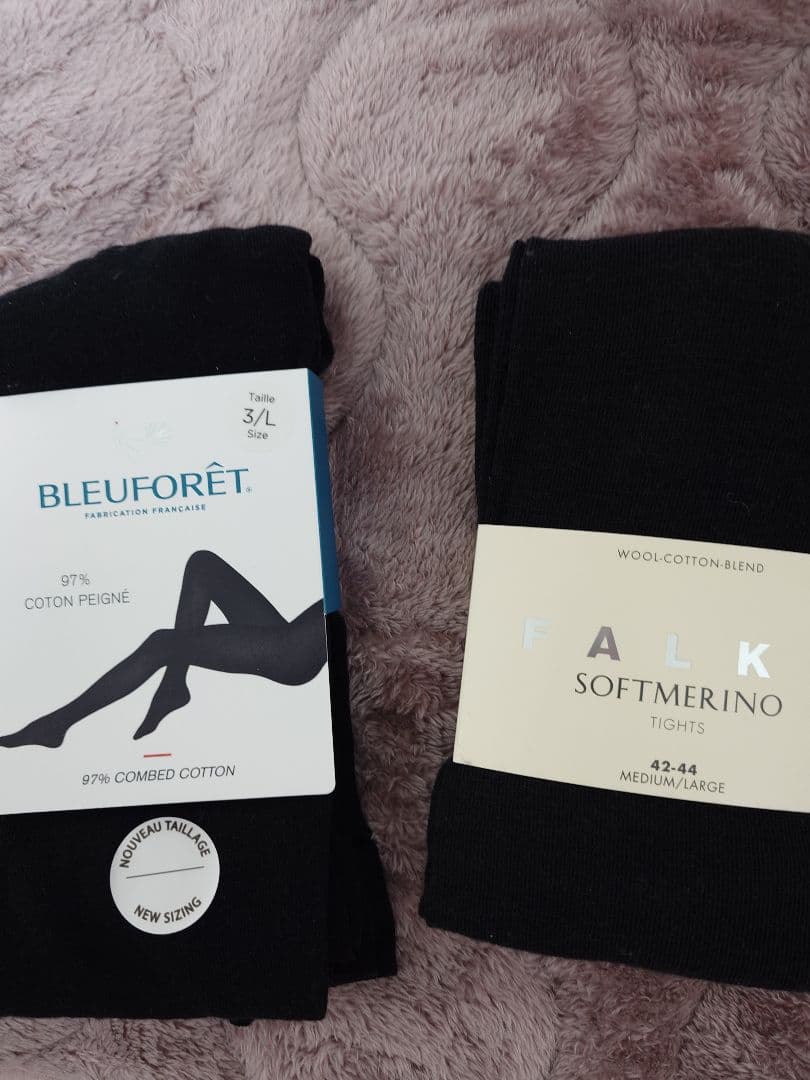 Taille
3/L
Size
BLEUFORÊT
FABRICATION FRANÇAISE
97%
COTON PEIGNÉ
97% COMBED COTTON
NOUVEAU TAILLAGE
NEW SIZING
WOOL-COTTON-BLEND
FALK
SOFTMERINO
TIGHTS
42-44
MEDIUM/LARGE